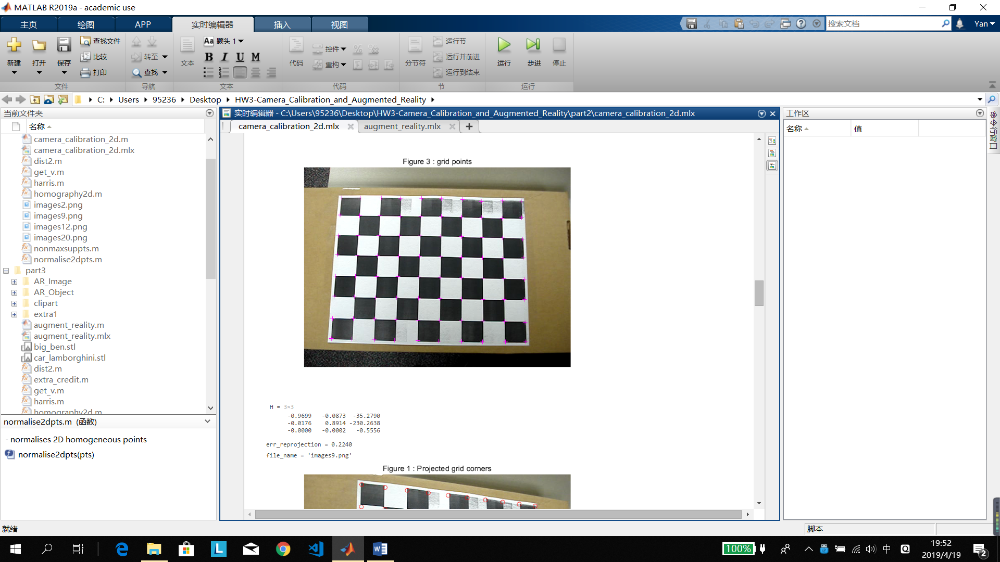 MATLAB R2019a - academic use
主页 绘图 APP 实时编辑器 插入 视图 搜索文档 Yan
新建 打开 保存 查找文件 比较 打印 转至 查找 文本 Aa 题头 1 B I U M 代码 控件 重构 分节符 运行节 运行并前进 运行到结束 运行 步进 停止
文件 导航 文本 代码 节 运行
C: Users 95236 Desktop HW3-Camera_Calibration_and_Augmented_Reality
当前文件夹
名称
camera_calibration_2d.m
camera_calibration_2d.mlx
dist2.m
get_v.m
harris.m
homography2d.m
images2.png
images9.png
images12.png
images20.png
nonmaxsuppts.m
normalise2dpts.m
part3
AR_Image
AR_Object
clipart
extra1
augment_reality.m
augment_reality.mlx
big_ben.stl
car_lamborghini.stl
dist2.m
extra_credit.m
get_v.m
harris.m
homography2d.m
normalise2dpts.m (函数)
- normalises 2D homogeneous points
normalise2dpts(pts)
实时编辑器 - C:\Users\95236\Desktop\HW3-Camera_Calibration_and_Augmented_Reality\part2\camera_calibration_2d.mlx
camera_calibration_2d.mlx augment_reality.mlx
Figure 3 : grid points
H = 3×3
-0.9699 -0.0873 -35.2790
-0.0176 0.8914 -230.2638
-0.0000 -0.0002 -0.5556
err_reprojection = 0.2240
file_name = 'images9.png'
Figure 1 : Projected grid corners
工作区
名称 值
命令行窗口
就绪
脚本
100%
中
19:52
2019/4/19
2